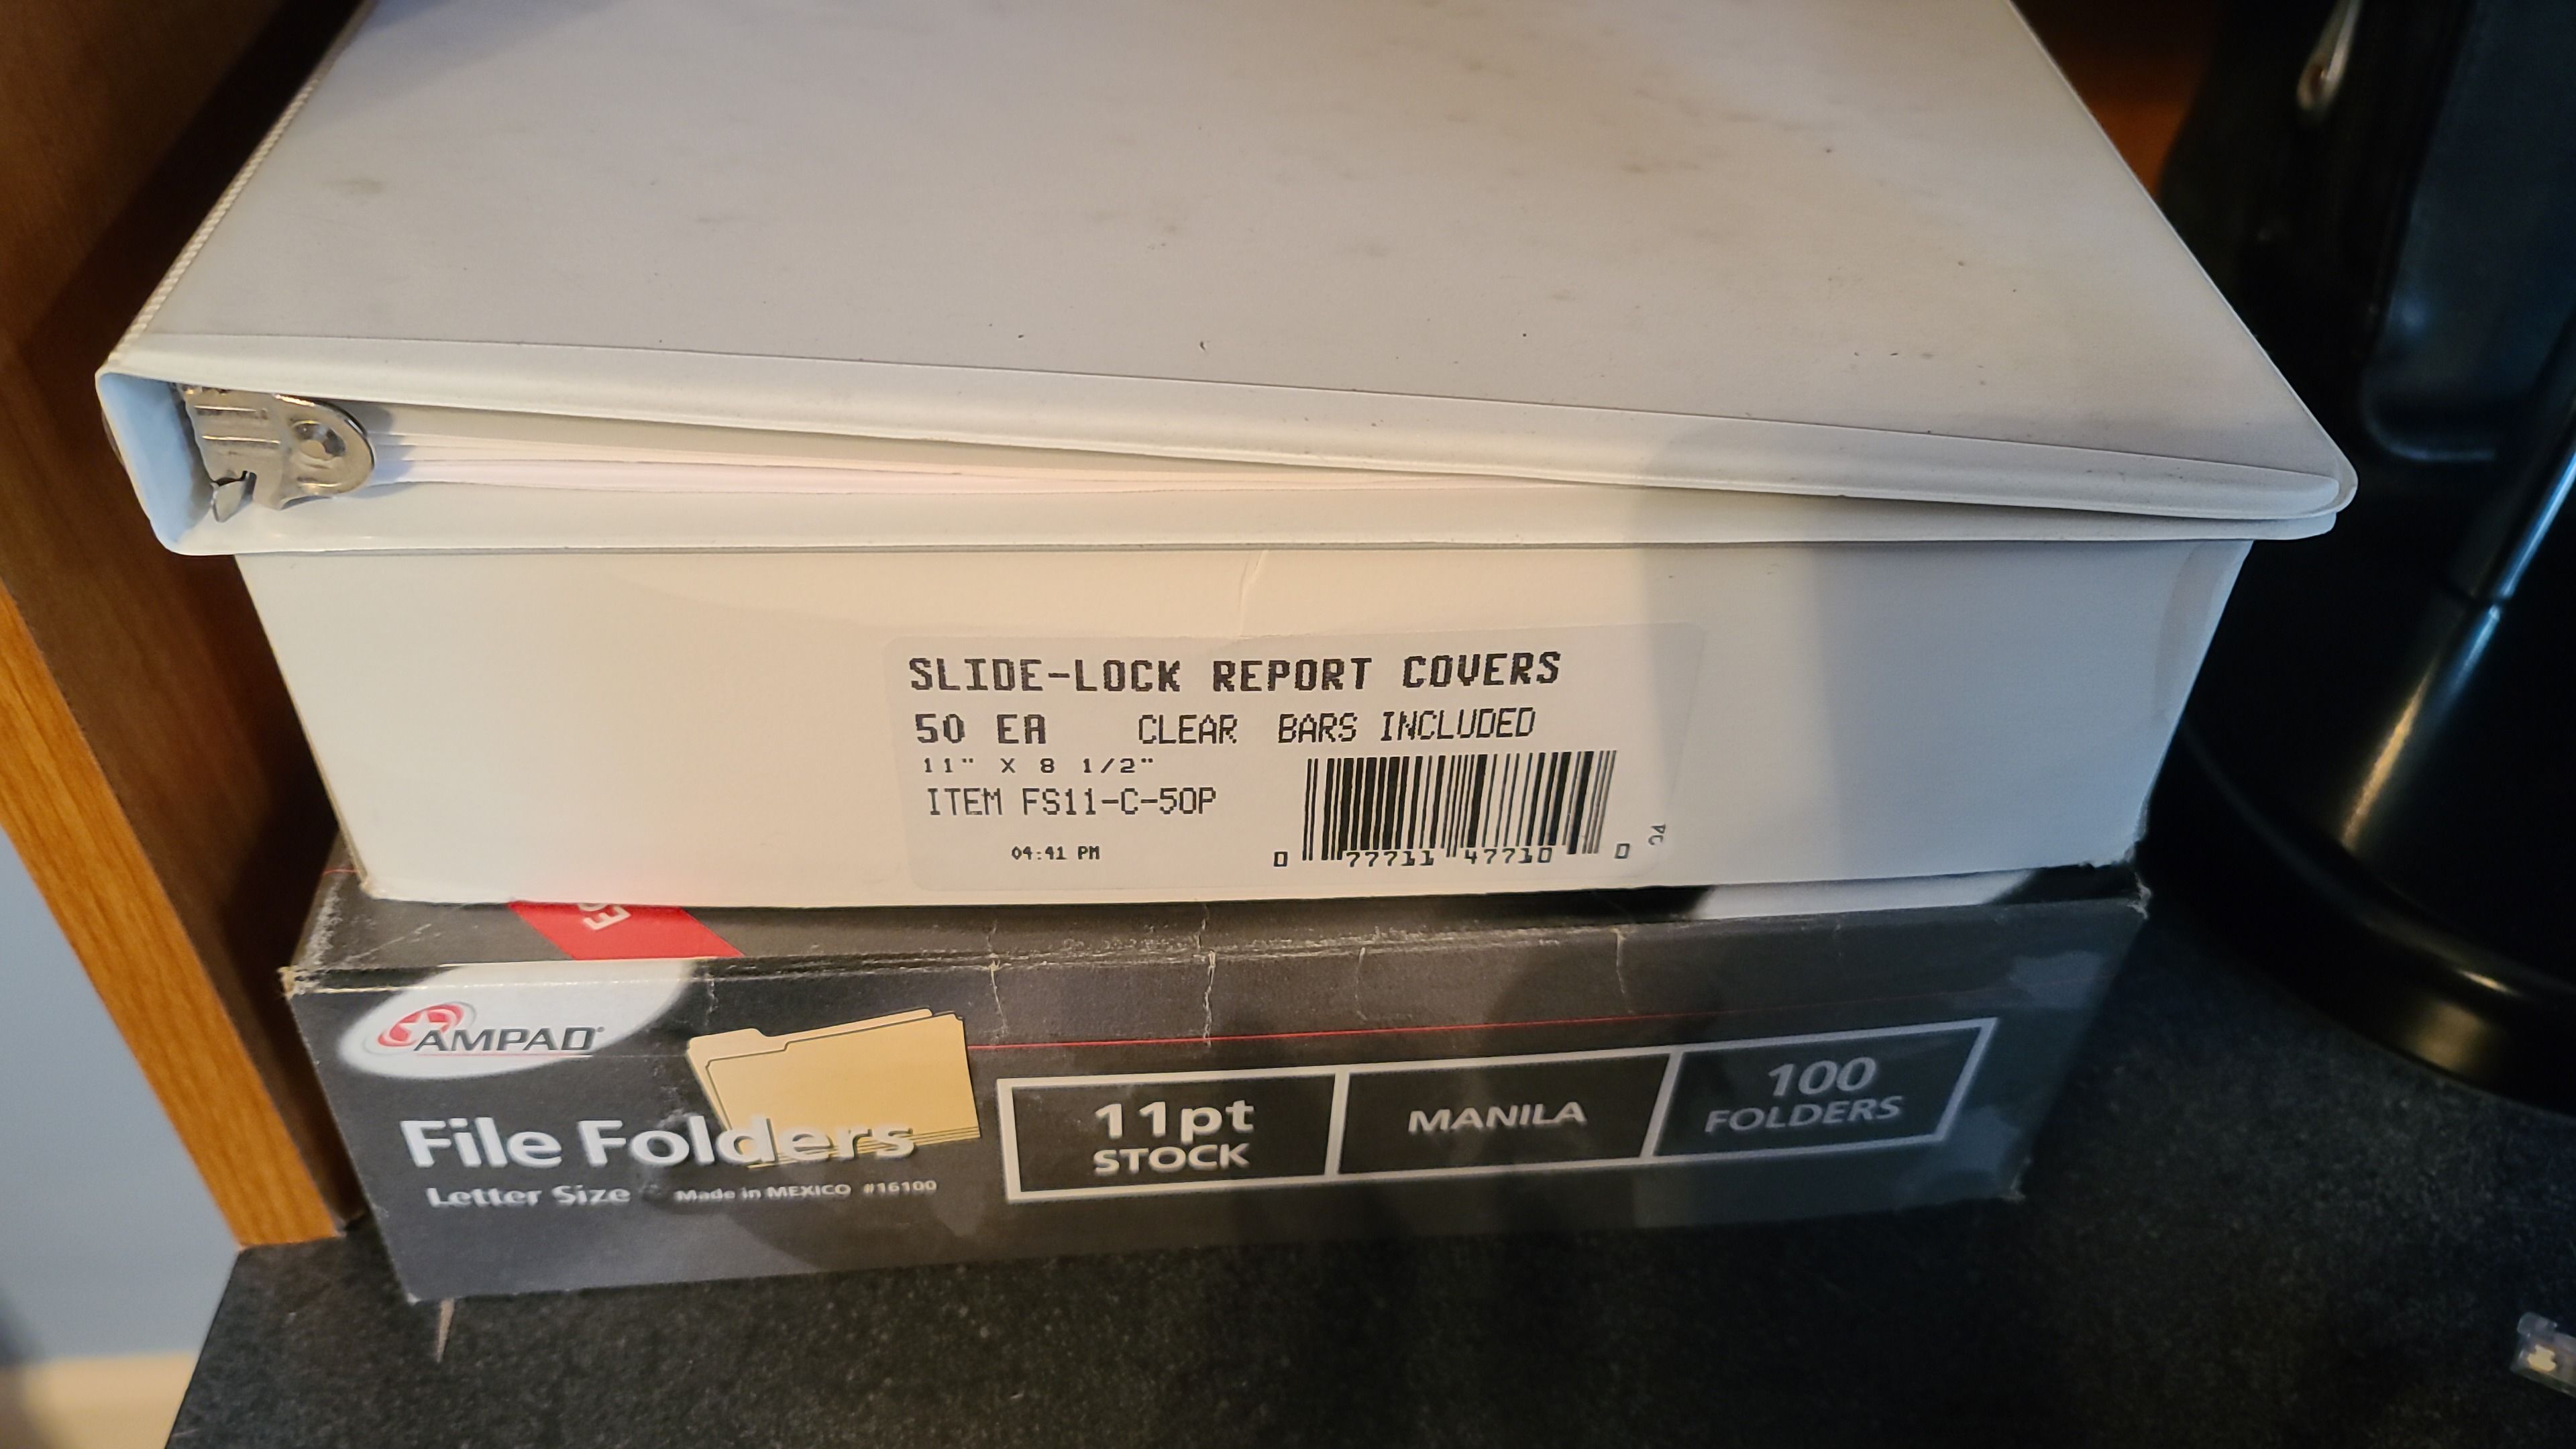 SLIDE-LOCK REPORT COVERS
50 EA CLEAR BARS INCLUDED
11" X 8 1/2"
ITEM FS11-C-50P
04:41 PM
0 77711 47710 0 04
AMPAD®
File Folders
Letter Size Made in MEXICO #16100
11pt
STOCK
MANILA
100
FOLDERS